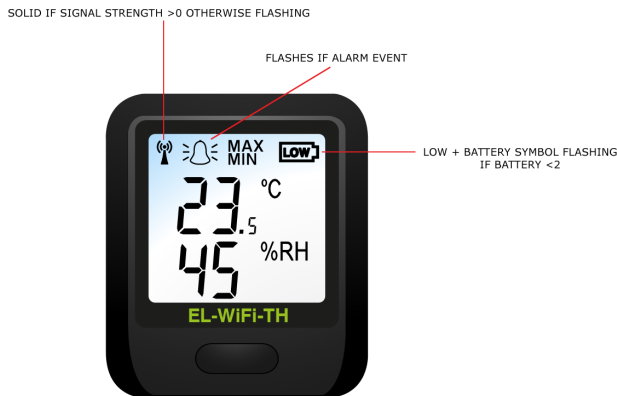 SOLID IF SIGNAL STRENGTH >0 OTHERWISE FLASHING
FLASHES IF ALARM EVENT
LOW + BATTERY SYMBOL FLASHING
IF BATTERY <2
MAX
MIN
LOW
23.5 °C
45 %RH
EL-WiFi-TH